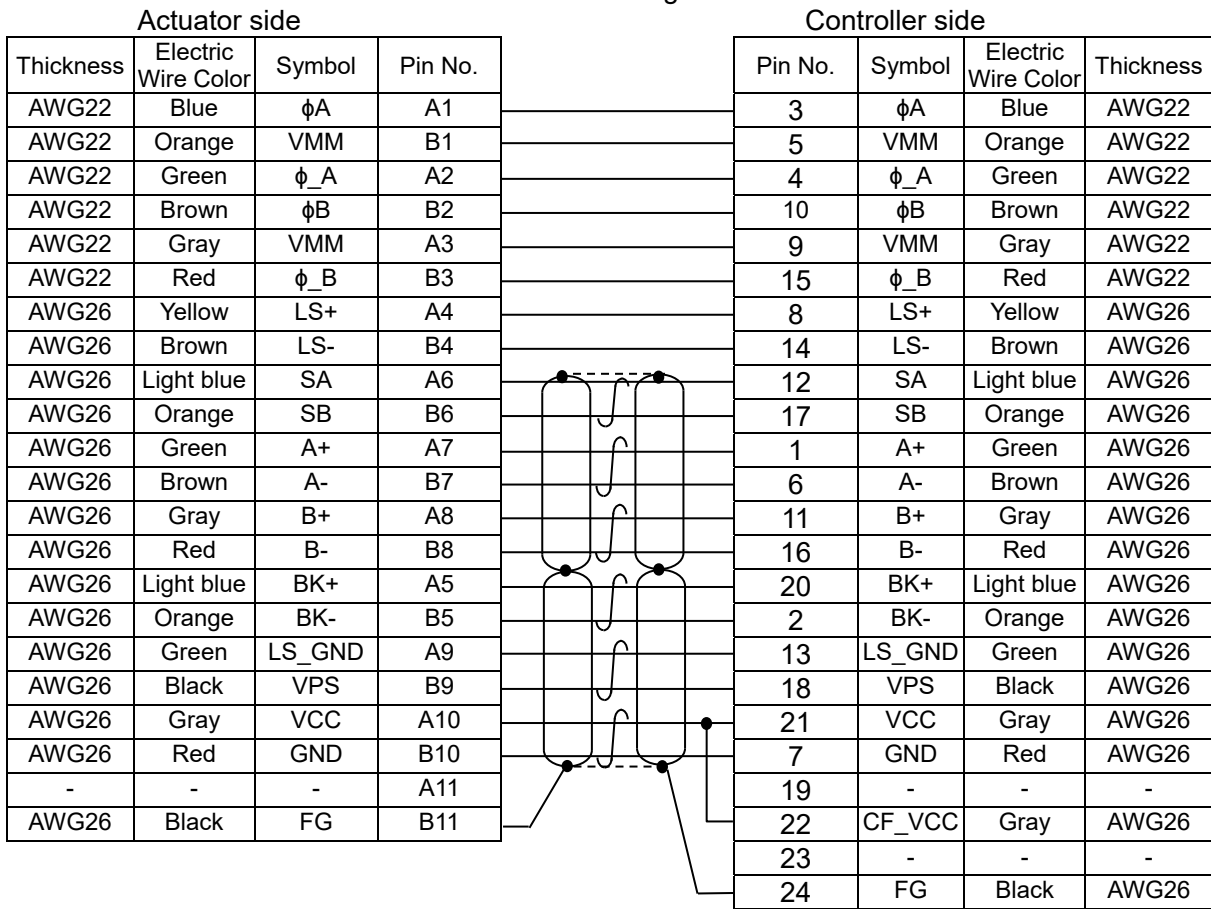 Actuator side Controller side
Thickness Electric Wire Color Symbol Pin No. Pin No. Symbol Electric Wire Color Thickness
AWG22 Blue ϕA A1 3 ϕA Blue AWG22
AWG22 Orange VMM B1 5 VMM Orange AWG22
AWG22 Green ϕ_A A2 4 ϕ_A Green AWG22
AWG22 Brown ϕB B2 10 ϕB Brown AWG22
AWG22 Gray VMM A3 9 VMM Gray AWG22
AWG22 Red ϕ_B B3 15 ϕ_B Red AWG22
AWG26 Yellow LS+ A4 8 LS+ Yellow AWG26
AWG26 Brown LS- B4 14 LS- Brown AWG26
AWG26 Light blue SA A6 12 SA Light blue AWG26
AWG26 Orange SB B6 17 SB Orange AWG26
AWG26 Green A+ A7 1 A+ Green AWG26
AWG26 Brown A- B7 6 A- Brown AWG26
AWG26 Gray B+ A8 11 B+ Gray AWG26
AWG26 Red B- B8 16 B- Red AWG26
AWG26 Light blue BK+ A5 20 BK+ Light blue AWG26
AWG26 Orange BK- B5 2 BK- Orange AWG26
AWG26 Green LS_GND A9 13 LS_GND Green AWG26
AWG26 Black VPS B9 18 VPS Black AWG26
AWG26 Gray VCC A10 21 VCC Gray AWG26
AWG26 Red GND B10 7 GND Red AWG26
- - - A11 19 - - -
AWG26 Black FG B11 22 CF_VCC Gray AWG26
23 - - -
24 FG Black AWG26